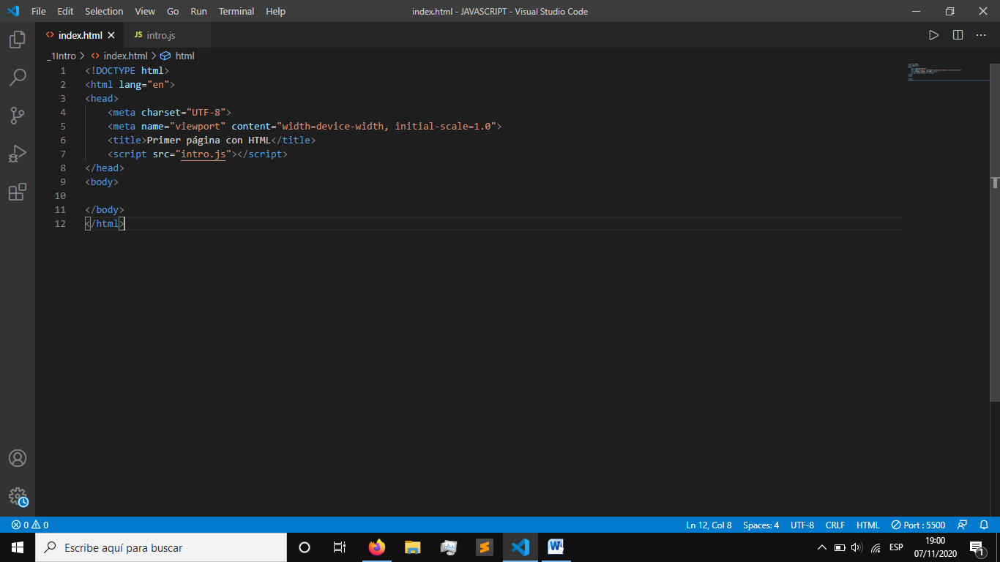 File Edit Selection View Go Run Terminal Help index.html - JAVASCRIPT - Visual Studio Code
index.html JS intro.js
_1Intro > index.html > html
1 <!DOCTYPE html>
2 <html lang="en">
3 <head>
4     <meta charset="UTF-8">
5     <meta name="viewport" content="width=device-width, initial-scale=1.0">
6     <title>Primer página con HTML</title>
7     <script src="intro.js"></script>
8 </head>
9 <body>
10
11 </body>
12 </html>
0 0 Ln 12, Col 8 Spaces: 4 UTF-8 CRLF HTML Port : 5500
Escribe aquí para buscar W ESP 19:00
07/11/2020 1